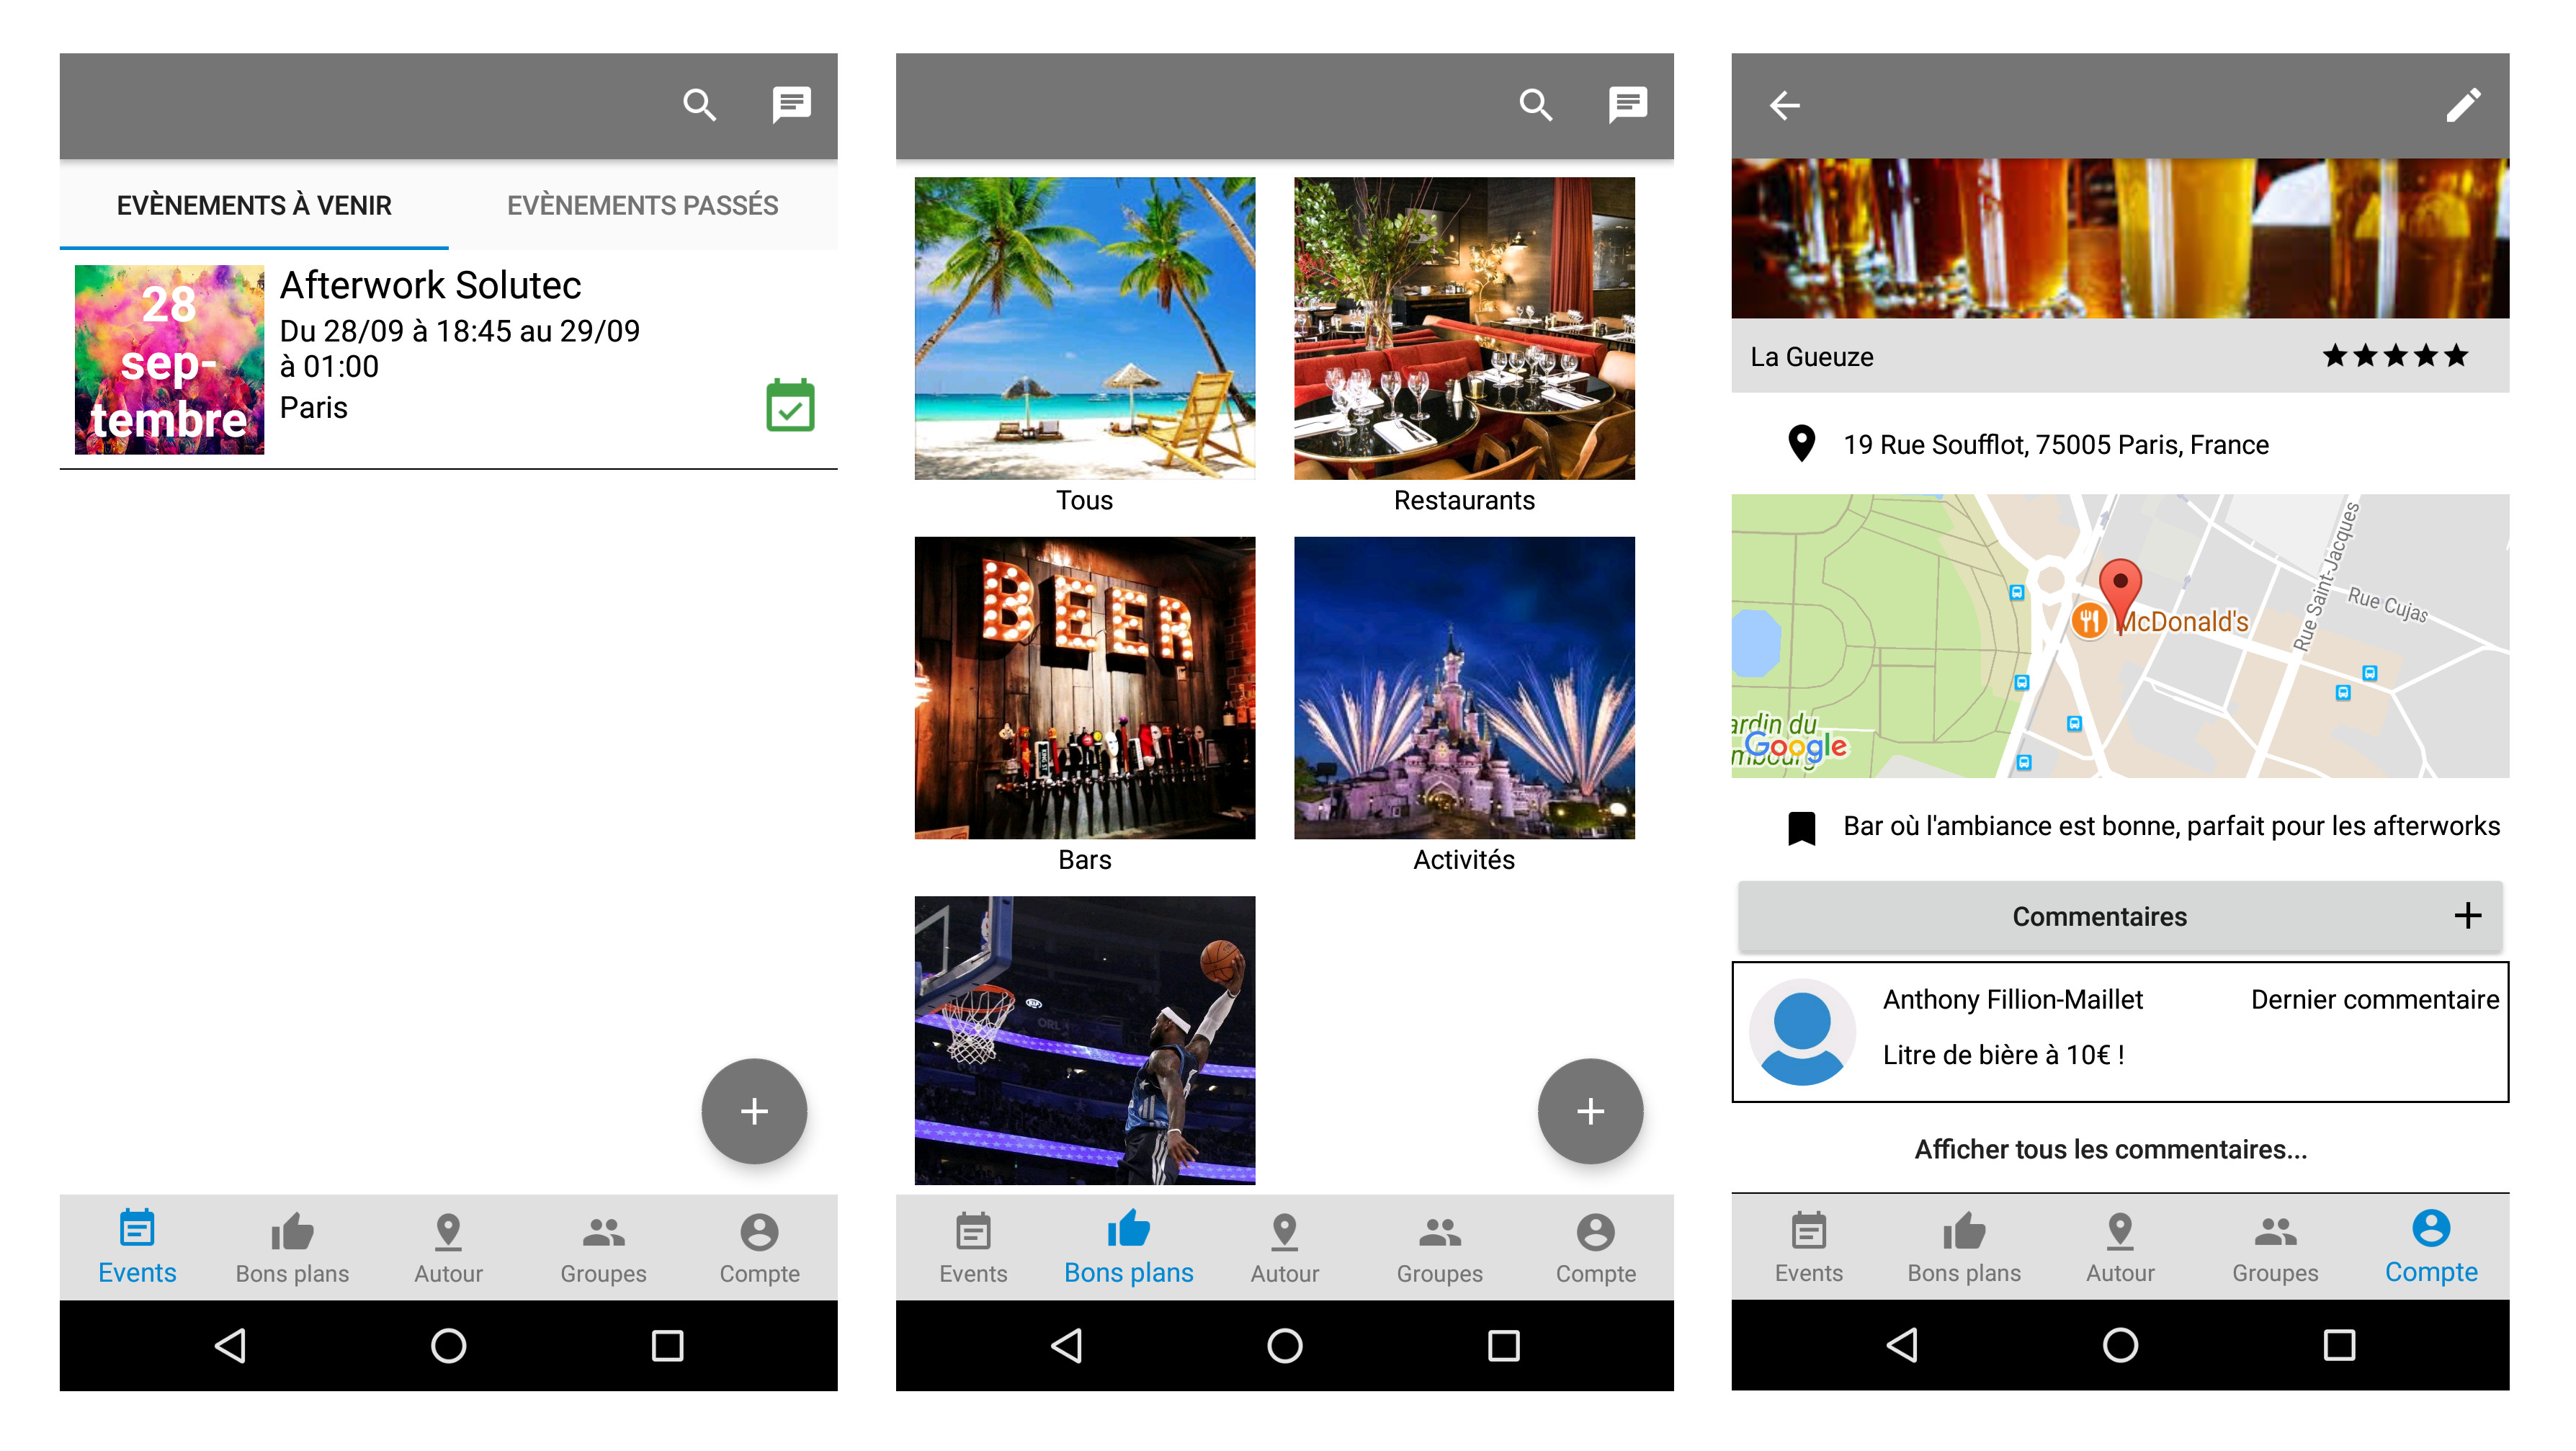 EVÈNEMENTS À VENIR
EVÈNEMENTS PASSÉS
28
sep-
tembre
Afterwork Solutec
Du 28/09 à 18:45 au 29/09
à 01:00
Paris
Events
Bons plans
Autour
Groupes
Compte
Tous
Restaurants
BEER
Bars
Activités
ORL
Events
Bons plans
Autour
Groupes
Compte
La Gueuze
19 Rue Soufflot, 75005 Paris, France
Rue Saint-Jacques
Rue Cujas
McDonald's
ardin du
mbourg
Google
Bar où l'ambiance est bonne, parfait pour les afterworks
Commentaires
Anthony Fillion-Maillet
Dernier commentaire
Litre de bière à 10€ !
Afficher tous les commentaires...
Events
Bons plans
Autour
Groupes
Compte